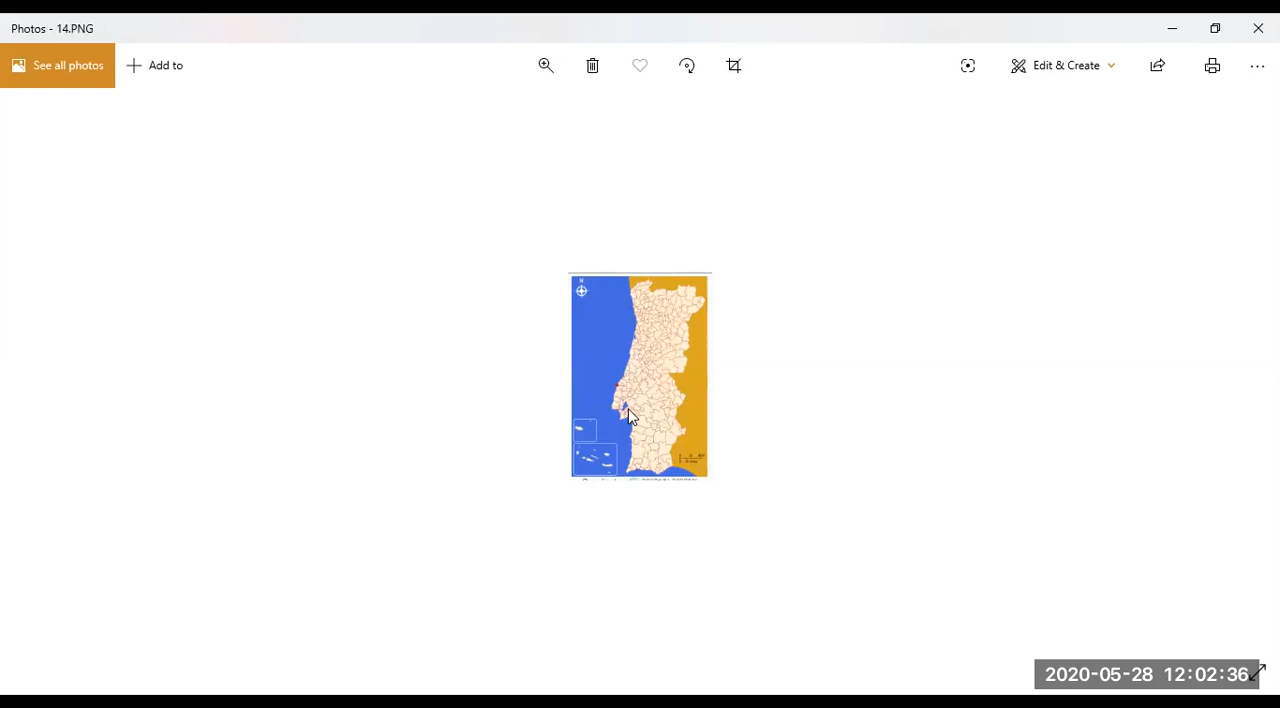 Photos - 14.PNG
See all photos
Add to
Edit & Create
N
2020-05-28 12:02:36